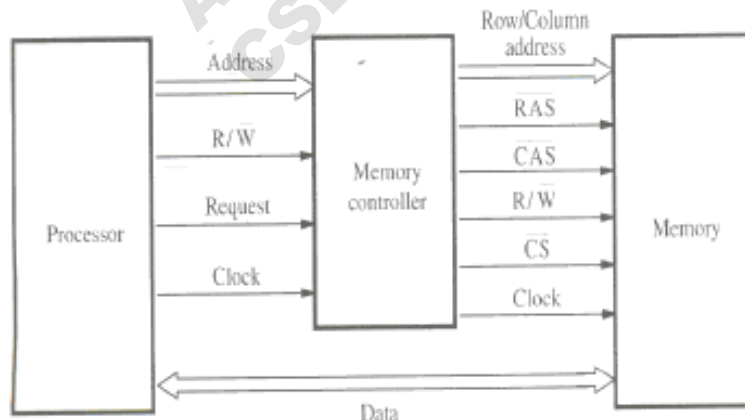 Row/Column
address
Address
RAS
R/W
CAS
Memory
controller
R/W
Request
Processor
Memory
CS
Clock
Clock
Data